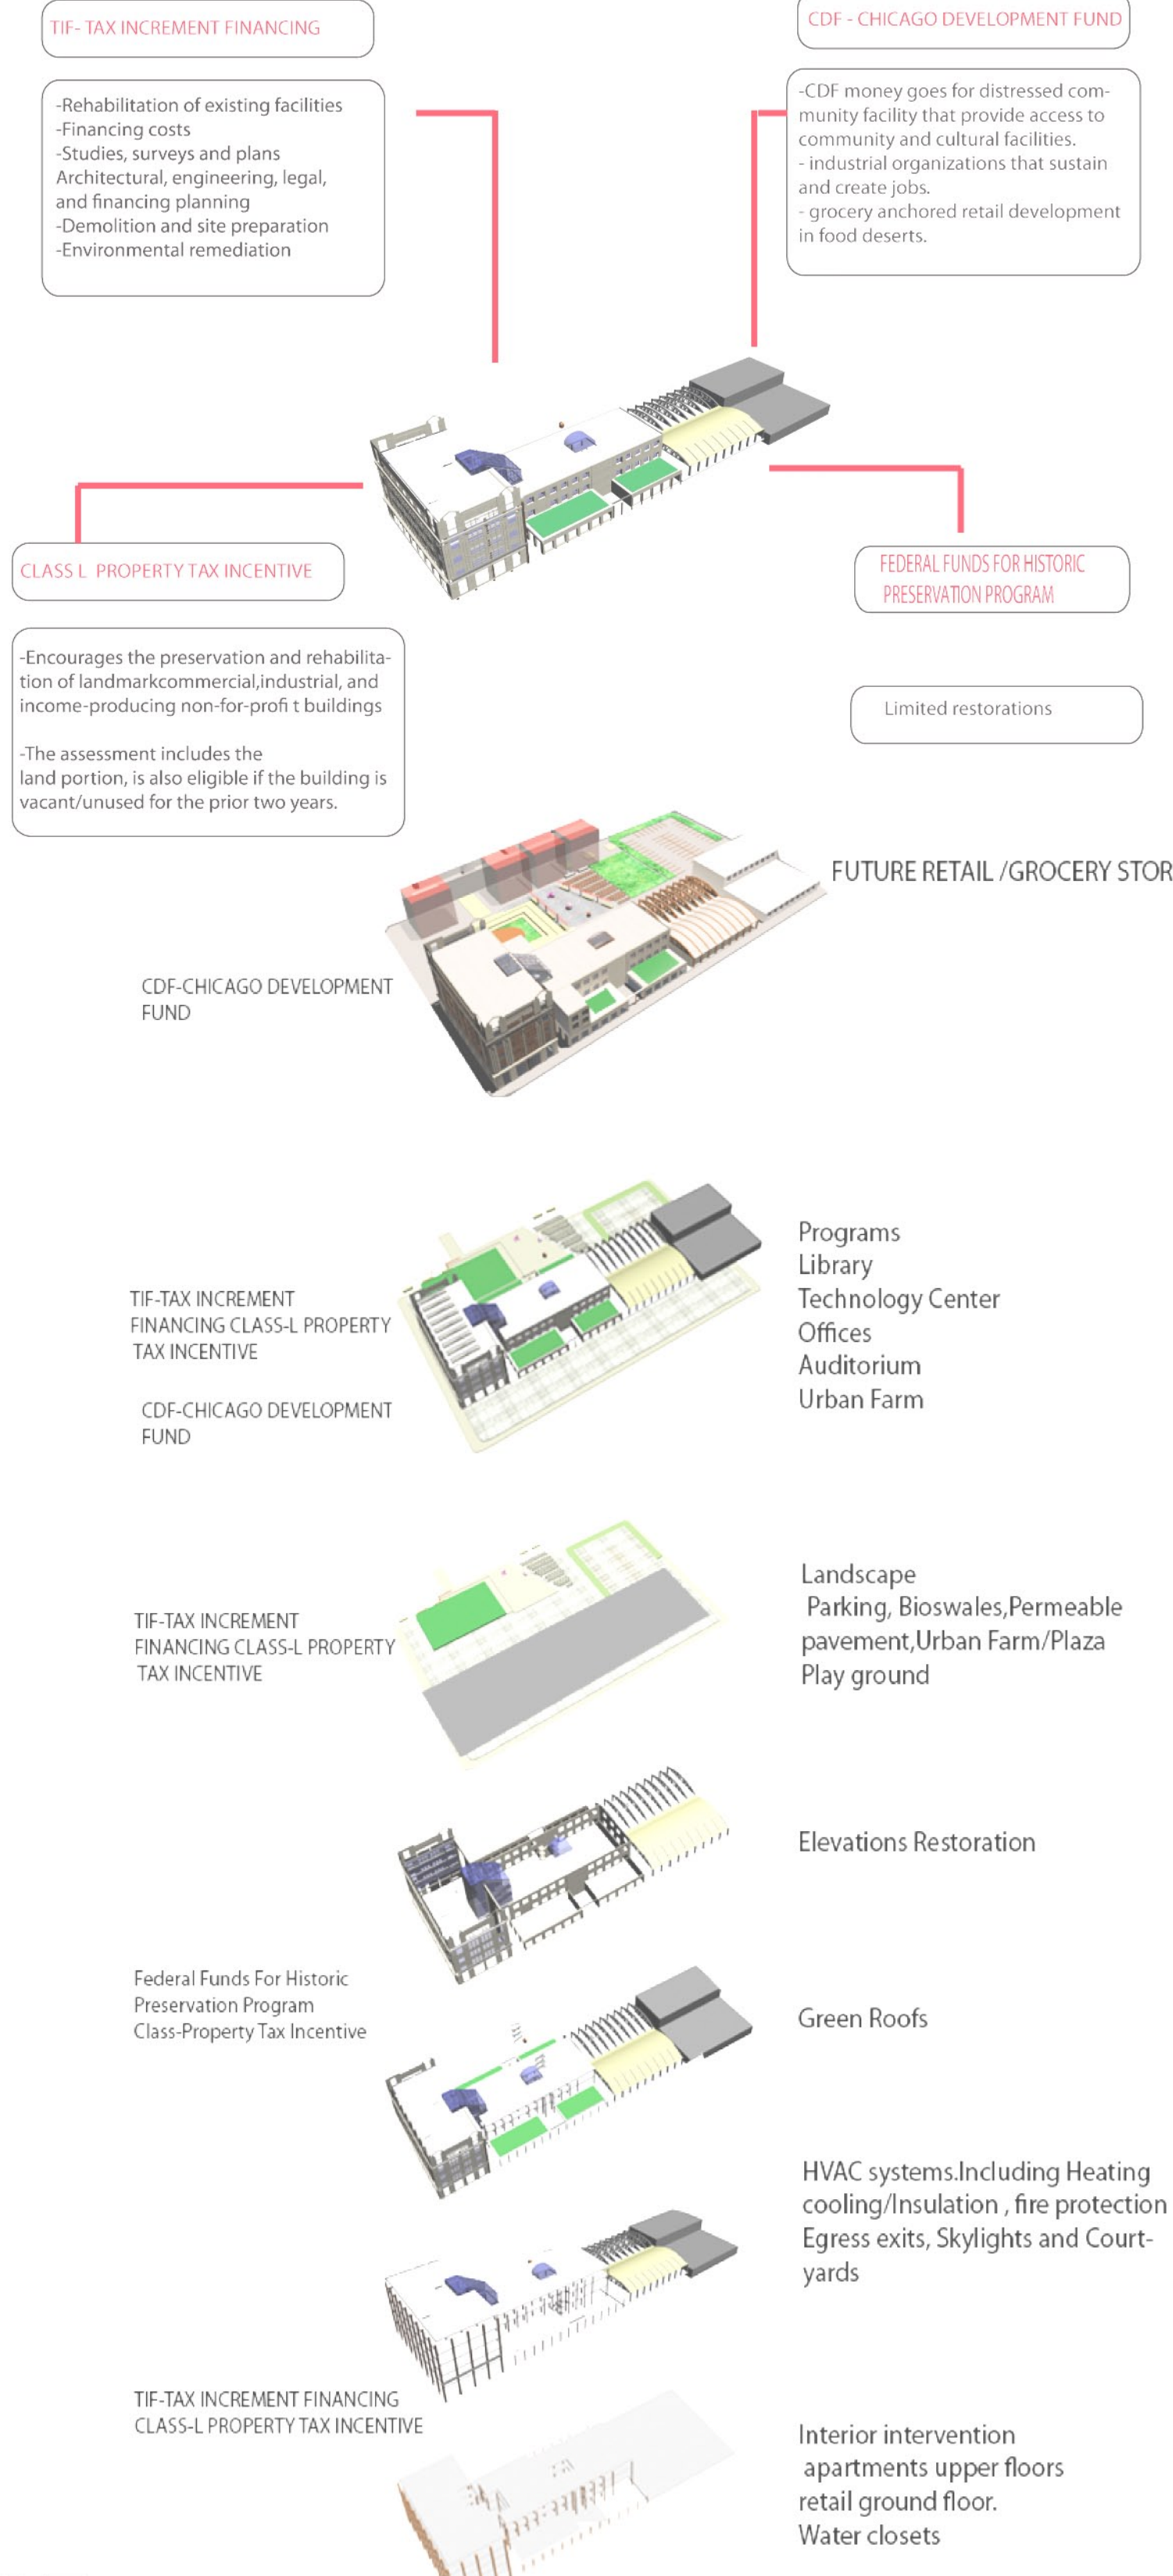 TIF- TAX INCREMENT FINANCING
CDF - CHICAGO DEVELOPMENT FUND
-Rehabilitation of existing facilities
-Financing costs
-Studies, surveys and plans
Architectural, engineering, legal,
and financing planning
-Demolition and site preparation
-Environmental remediation
-CDF money goes for distressed com-
munity facility that provide access to
community and cultural facilities.
- industrial organizations that sustain
and create jobs.
- grocery anchored retail development
in food deserts.
CLASS L PROPERTY TAX INCENTIVE
FEDERAL FUNDS FOR HISTORIC
PRESERVATION PROGRAM
-Encourages the preservation and rehabilita-
tion of landmarkcommercial,industrial, and
income-producing non-for-profi t buildings
-The assessment includes the
land portion, is also eligible if the building is
vacant/unused for the prior two years.
Limited restorations
FUTURE RETAIL /GROCERY STOR
CDF-CHICAGO DEVELOPMENT
FUND
TIF-TAX INCREMENT
FINANCING CLASS-L PROPERTY
TAX INCENTIVE
CDF-CHICAGO DEVELOPMENT
FUND
Programs
Library
Technology Center
Offices
Auditorium
Urban Farm
TIF-TAX INCREMENT
FINANCING CLASS-L PROPERTY
TAX INCENTIVE
Landscape
Parking, Bioswales,Permeable
pavement,Urban Farm/Plaza
Play ground
Elevations Restoration
Federal Funds For Historic
Preservation Program
Class-Property Tax Incentive
Green Roofs
HVAC systems.Including Heating
cooling/Insulation , fire protection
Egress exits, Skylights and Court-
yards
TIF-TAX INCREMENT FINANCING
CLASS-L PROPERTY TAX INCENTIVE
Interior intervention
apartments upper floors
retail ground floor.
Water closets